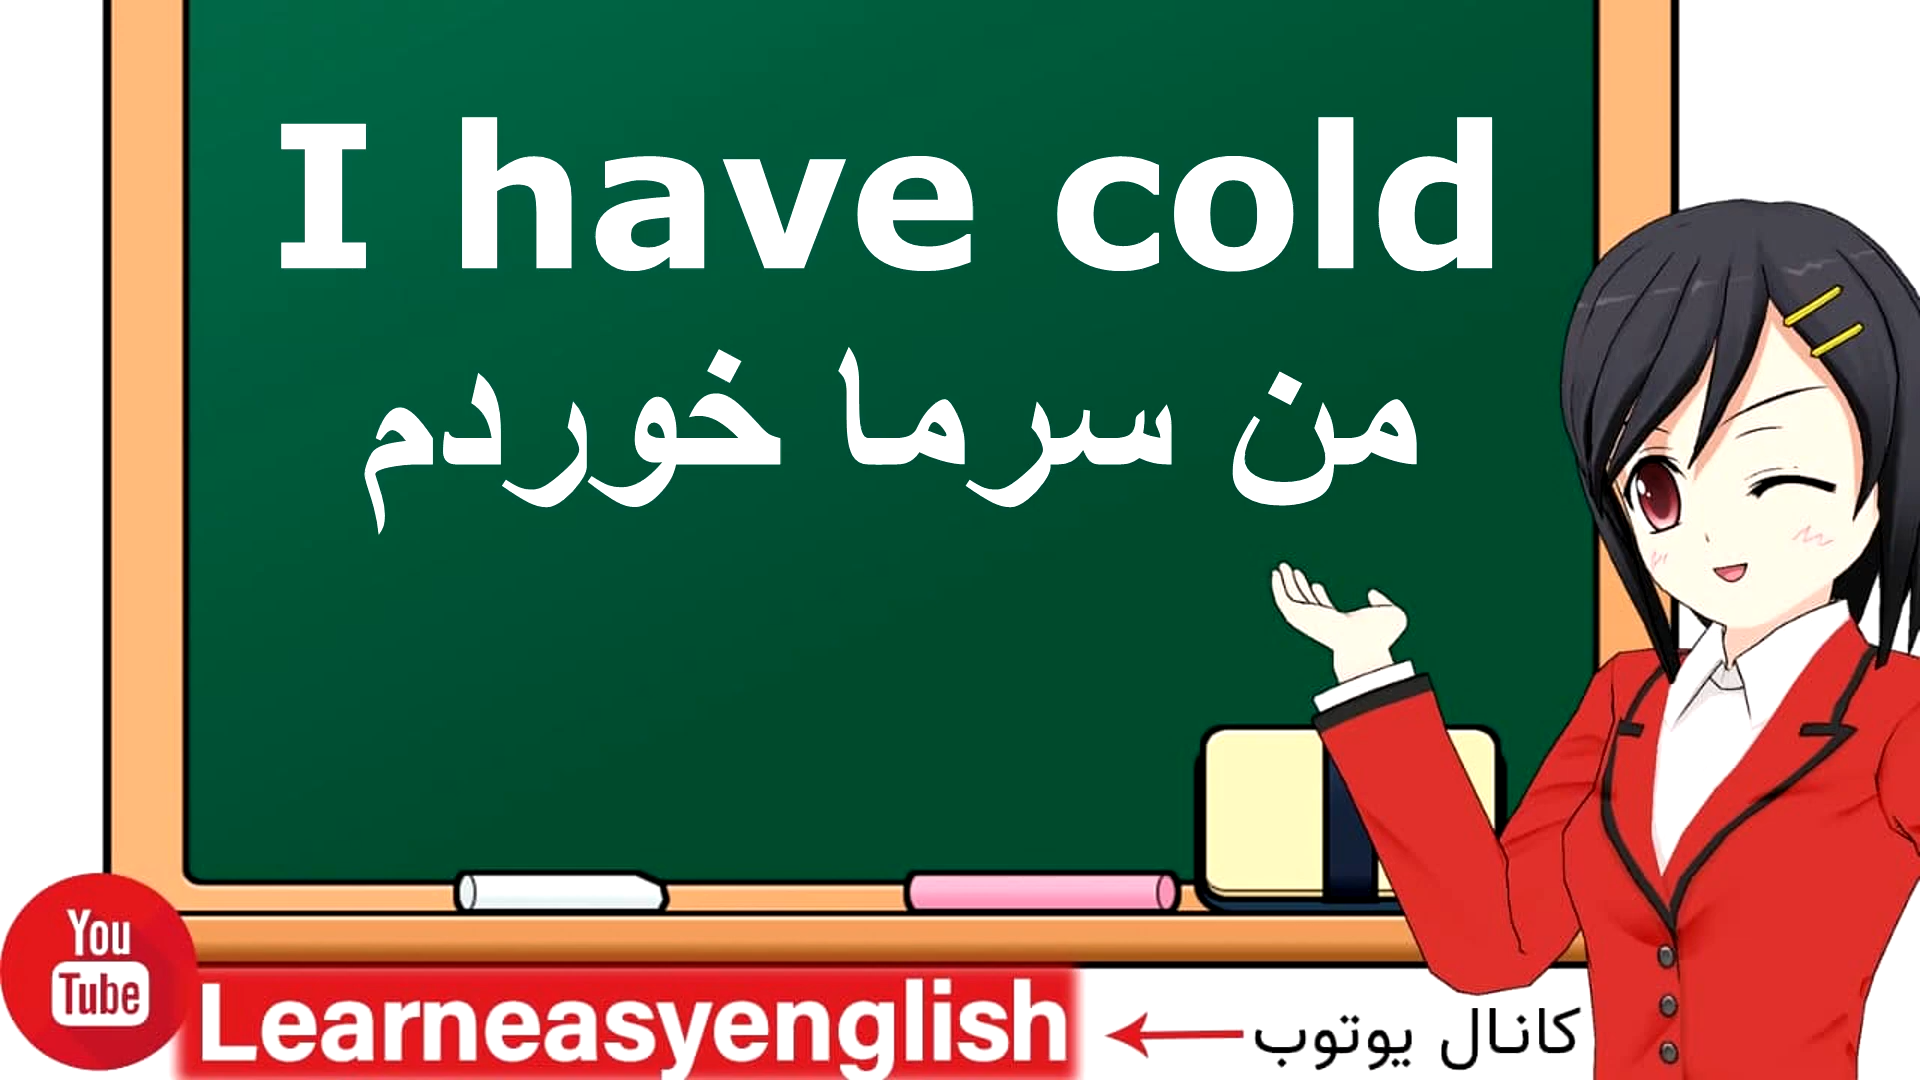 I have cold
من سرما خوردم
You
Tube
Learneasyenglish
کانال یوتوب